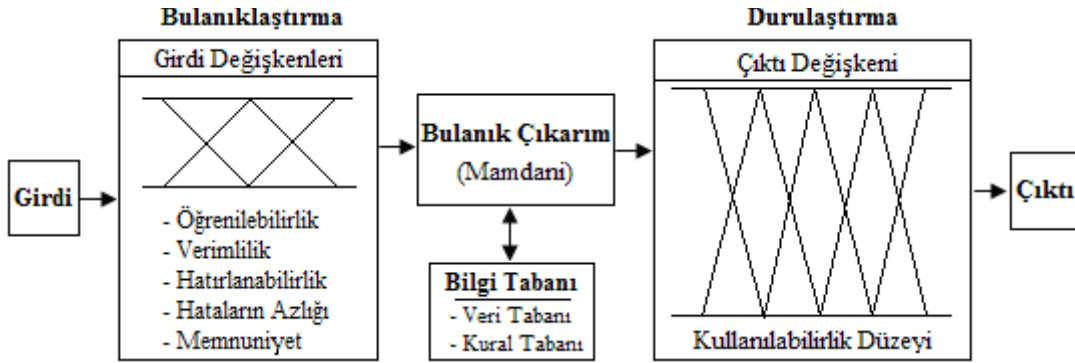 Bulanıklaştırma
Girdi Değişkenleri
Girdi
- Öğrenilebilirlik
- Verimlilik
- Hatırlanabilirlik
- Hataların Azlığı
- Memnuniyet
Bulanık Çıkarım
(Mamdani)
Bilgi Tabanı
- Veri Tabanı
- Kural Tabanı
Durulaştırma
Çıktı Değişkeni
Kullanılabilirlik Düzeyi
Çıktı